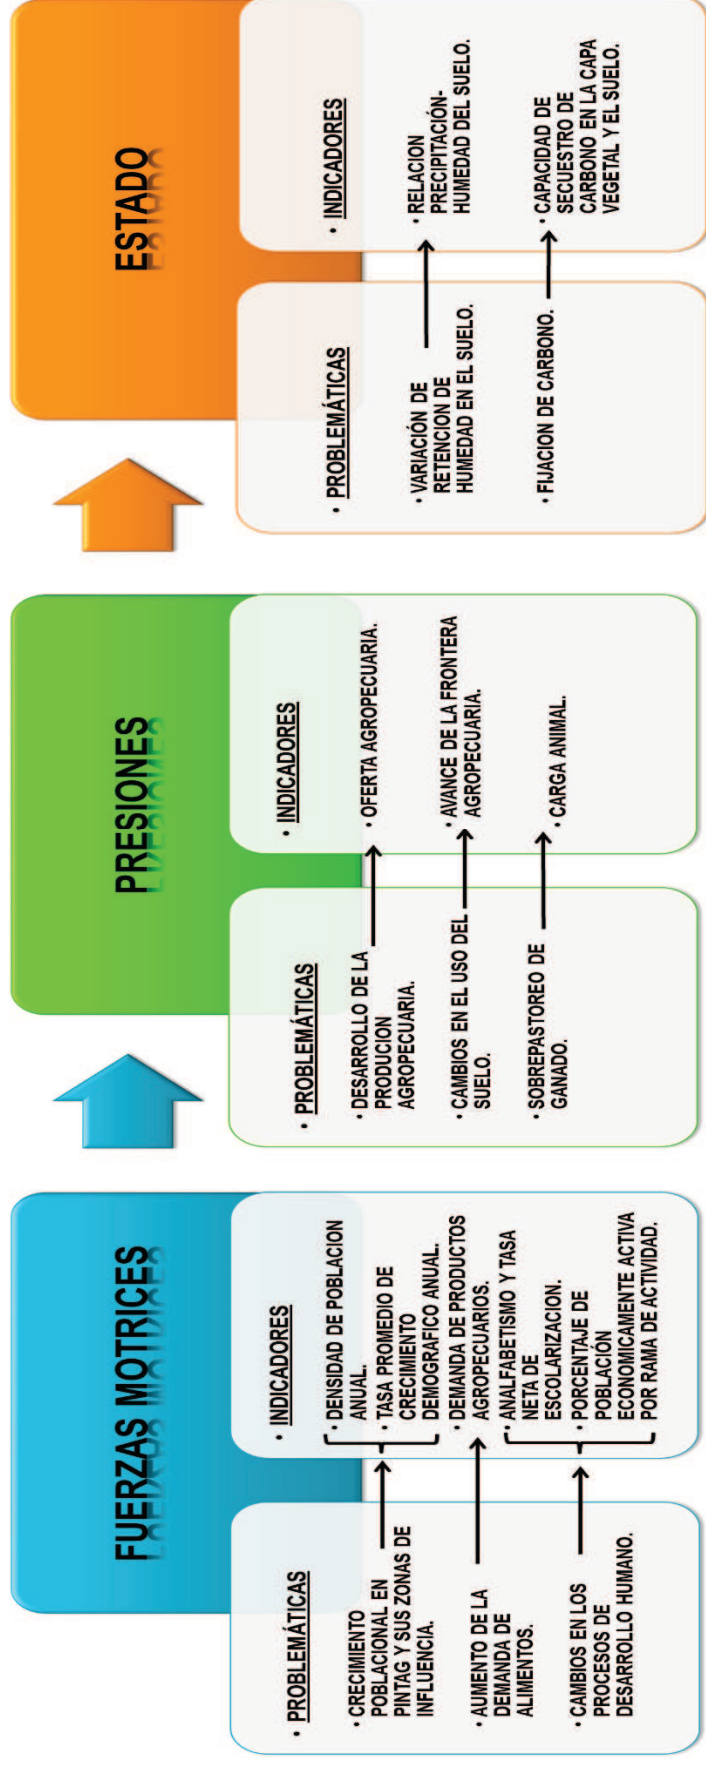 FUERZAS MOTRICES
• PROBLEMÁTICAS
• CRECIMIENTO
POBLACIONAL EN
PINTAG Y SUS ZONAS DE
INFLUENCIA.
• AUMENTO DE LA
DEMANDA DE
ALIMENTOS.
• CAMBIOS EN LOS
PROCESOS DE
DESARROLLO HUMANO.
• INDICADORES
• DENSIDAD DE POBLACION
ANUAL.
• TASA PROMEDIO DE
CRECIMIENTO
DEMOGRAFICO ANUAL.
• DEMANDA DE PRODUCTOS
AGROPECUARIOS.
• ANALFABETISMO Y TASA
NETA DE
ESCOLARIZACION.
• PORCENTAJE DE
POBLACIÓN
ECONOMICAMENTE ACTIVA
POR RAMA DE ACTIVIDAD.
PRESIONES
• PROBLEMÁTICAS
• DESARROLLO DE LA
PRODUCION
AGROPECUARIA.
• CAMBIOS EN EL USO DEL
SUELO.
• SOBREPASTOREO DE
GANADO.
• INDICADORES
• OFERTA AGROPECUARIA.
• AVANCE DE LA FRONTERA
AGROPECUARIA.
• CARGA ANIMAL.
ESTADO
• PROBLEMÁTICAS
• VARIACIÓN DE
RETENCION DE
HUMEDAD EN EL SUELO.
• FIJACION DE CARBONO.
• INDICADORES
• RELACION
PRECIPITACIÓN-
HUMEDAD DEL SUELO.
• CAPACIDAD DE
SECUESTRO DE
CARBONO EN LA CAPA
VEGETAL Y EL SUELO.